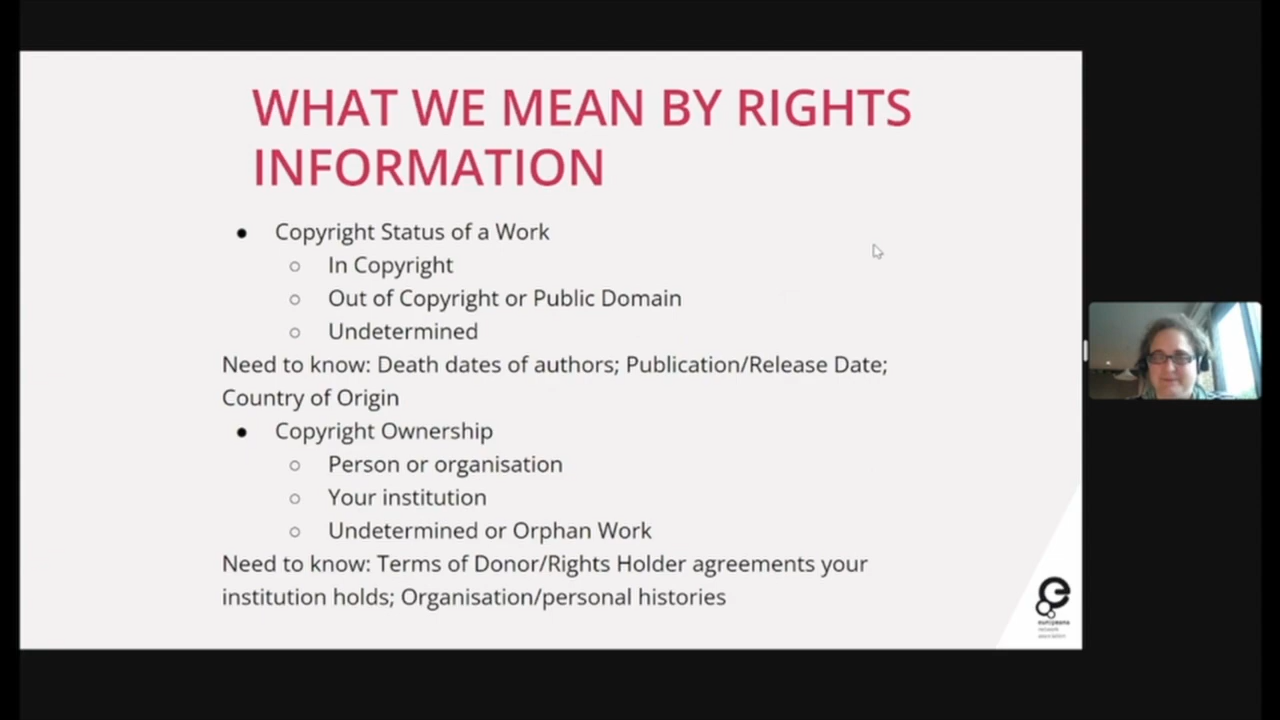 WHAT WE MEAN BY RIGHTS
INFORMATION
● Copyright Status of a Work
○ In Copyright
○ Out of Copyright or Public Domain
○ Undetermined
Need to know: Death dates of authors; Publication/Release Date;
Country of Origin
● Copyright Ownership
○ Person or organisation
○ Your institution
○ Undetermined or Orphan Work
Need to know: Terms of Donor/Rights Holder agreements your
institution holds; Organisation/personal histories
europeana
network
association